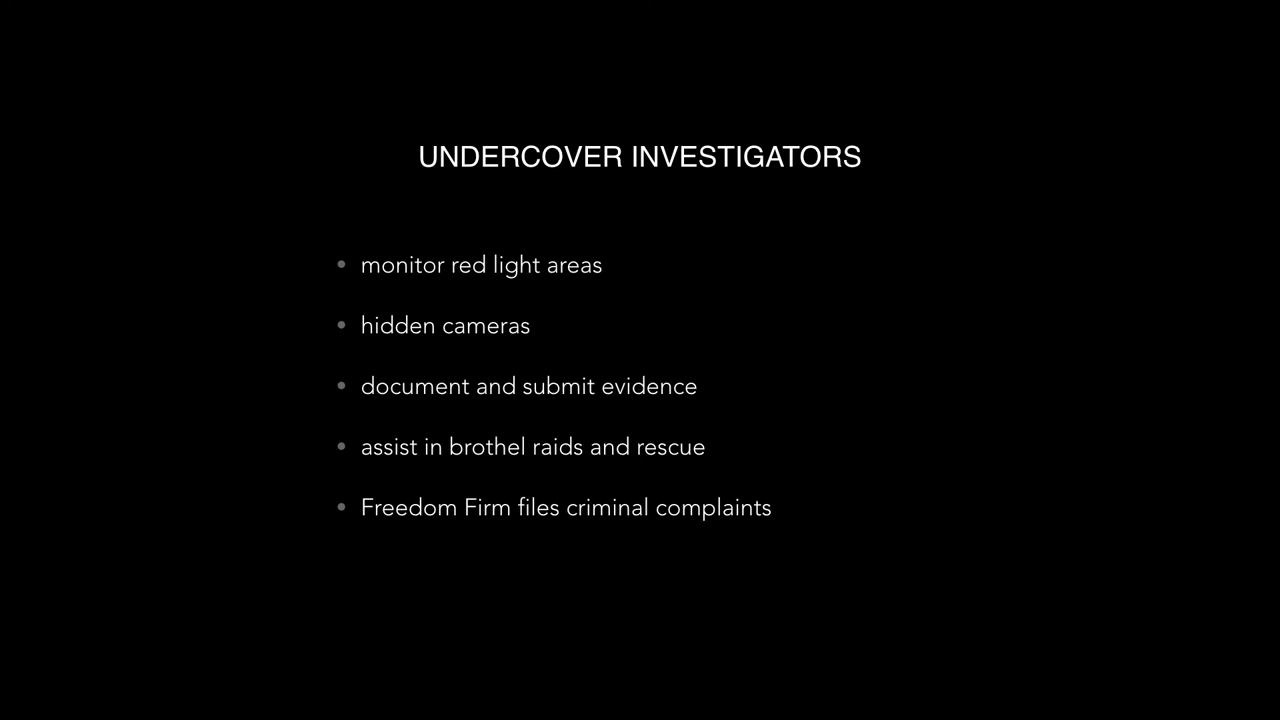 UNDERCOVER INVESTIGATORS
• monitor red light areas
• hidden cameras
• document and submit evidence
• assist in brothel raids and rescue
• Freedom Firm files criminal complaints